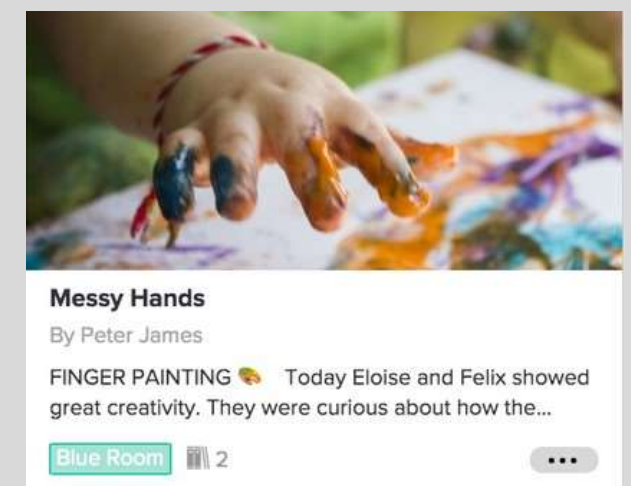 Messy Hands
By Peter James
FINGER PAINTING 🎨 Today Eloise and Felix showed
great creativity. They were curious about how the...
Blue Room 2